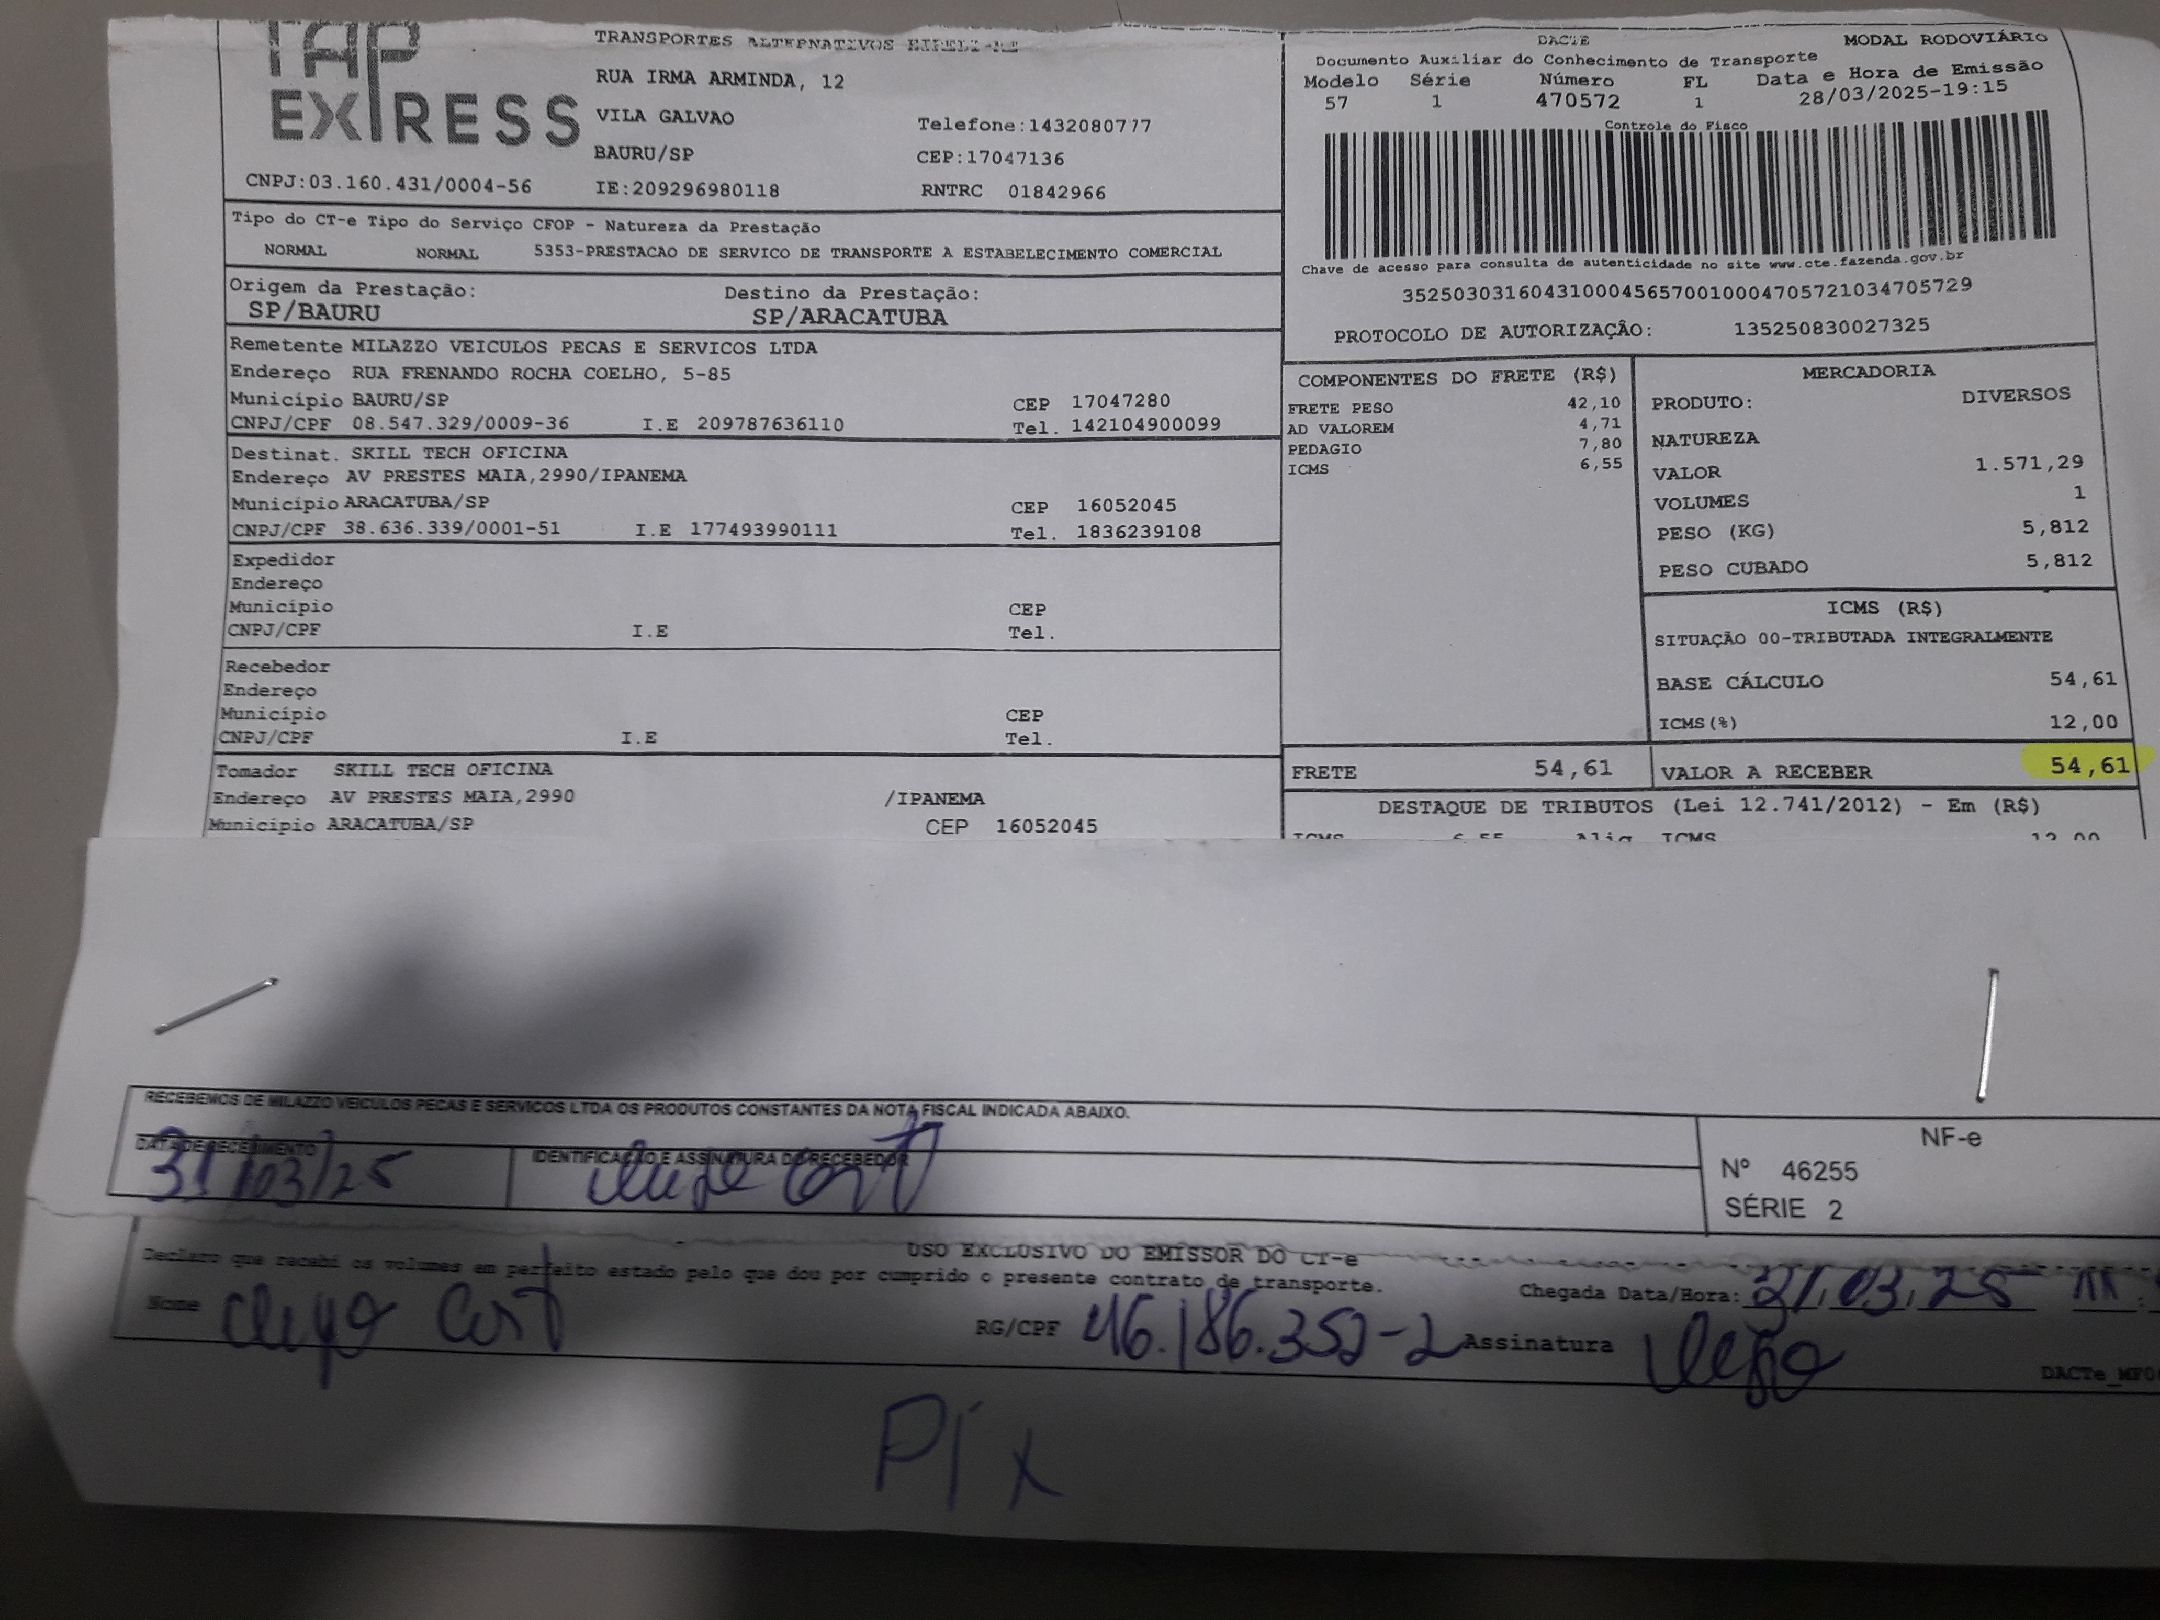 TAP
EXPRESS
TRANSPORTES ALTERNATIVOS EIRELI-ME
RUA IRMA ARMINDA, 12
VILA GALVAO
Telefone:1432080777
BAURU/SP
CEP:17047136
CNPJ:03.160.431/0004-56
IE:209296980118
RNTRC 01842966
DACTE
MODAL RODOVIÁRIO
Documento Auxiliar do Conhecimento de Transporte
Modelo Série Número FL Data e Hora de Emissão
57 1 470572 1 28/03/2025-19:15
Controle do Fisco
Chave de acesso para consulta de autenticidade no site www.cte.fazenda.gov.br
35250303160431000456570010004705721034705729
PROTOCOLO DE AUTORIZAÇÃO: 135250830027325
Tipo do CT-e Tipo do Serviço CFOP - Natureza da Prestação
NORMAL NORMAL 5353-PRESTACAO DE SERVICO DE TRANSPORTE A ESTABELECIMENTO COMERCIAL
Origem da Prestação: Destino da Prestação:
SP/BAURU SP/ARACATUBA
Remetente MILAZZO VEICULOS PECAS E SERVICOS LTDA
Endereço RUA FRENANDO ROCHA COELHO, 5-85
Município BAURU/SP CEP 17047280
CNPJ/CPF 08.547.329/0009-36 I.E 209787636110 Tel. 142104900099
Destinat. SKILL TECH OFICINA
Endereço AV PRESTES MAIA,2990/IPANEMA
Município ARACATUBA/SP CEP 16052045
CNPJ/CPF 38.636.339/0001-51 I.E 177493990111 Tel. 1836239108
Expedidor
Endereço
Município CEP
CNPJ/CPF I.E Tel.
Recebedor
Endereço
Município CEP
CNPJ/CPF I.E Tel.
Tomador SKILL TECH OFICINA
Endereço AV PRESTES MAIA,2990 /IPANEMA
Município ARACATUBA/SP CEP 16052045
COMPONENTES DO FRETE (R$)
FRETE PESO 42,10
AD VALOREM 4,71
PEDAGIO 7,80
ICMS 6,55
MERCADORIA
PRODUTO: DIVERSOS
NATUREZA
VALOR 1.571,29
VOLUMES 1
PESO (KG) 5,812
PESO CUBADO 5,812
ICMS (R$)
SITUAÇÃO 00-TRIBUTADA INTEGRALMENTE
BASE CÁLCULO 54,61
ICMS(%) 12,00
FRETE 54,61 VALOR A RECEBER 54,61
DESTAQUE DE TRIBUTOS (Lei 12.741/2012) - Em (R$)
ICMS 6,55 Aliq ICMS 12,00
RECEBEMOS DE MILAZZO VEICULOS PECAS E SERVICOS LTDA OS PRODUTOS CONSTANTES DA NOTA FISCAL INDICADA ABAIXO.
DATA DE RECEBIMENTO IDENTIFICAÇÃO E ASSINATURA DO RECEBEDOR
31/03/25
NF-e
Nº 46255
SÉRIE 2
USO EXCLUSIVO DO EMISSOR DO CT-e
Declaro que recebi os volumes em perfeito estado pelo que dou por cumprido o presente contrato de transporte.
Chegada Data/Hora: 31/03/25
Nome
RG/CPF 46.186.352-2 Assinatura
Pix